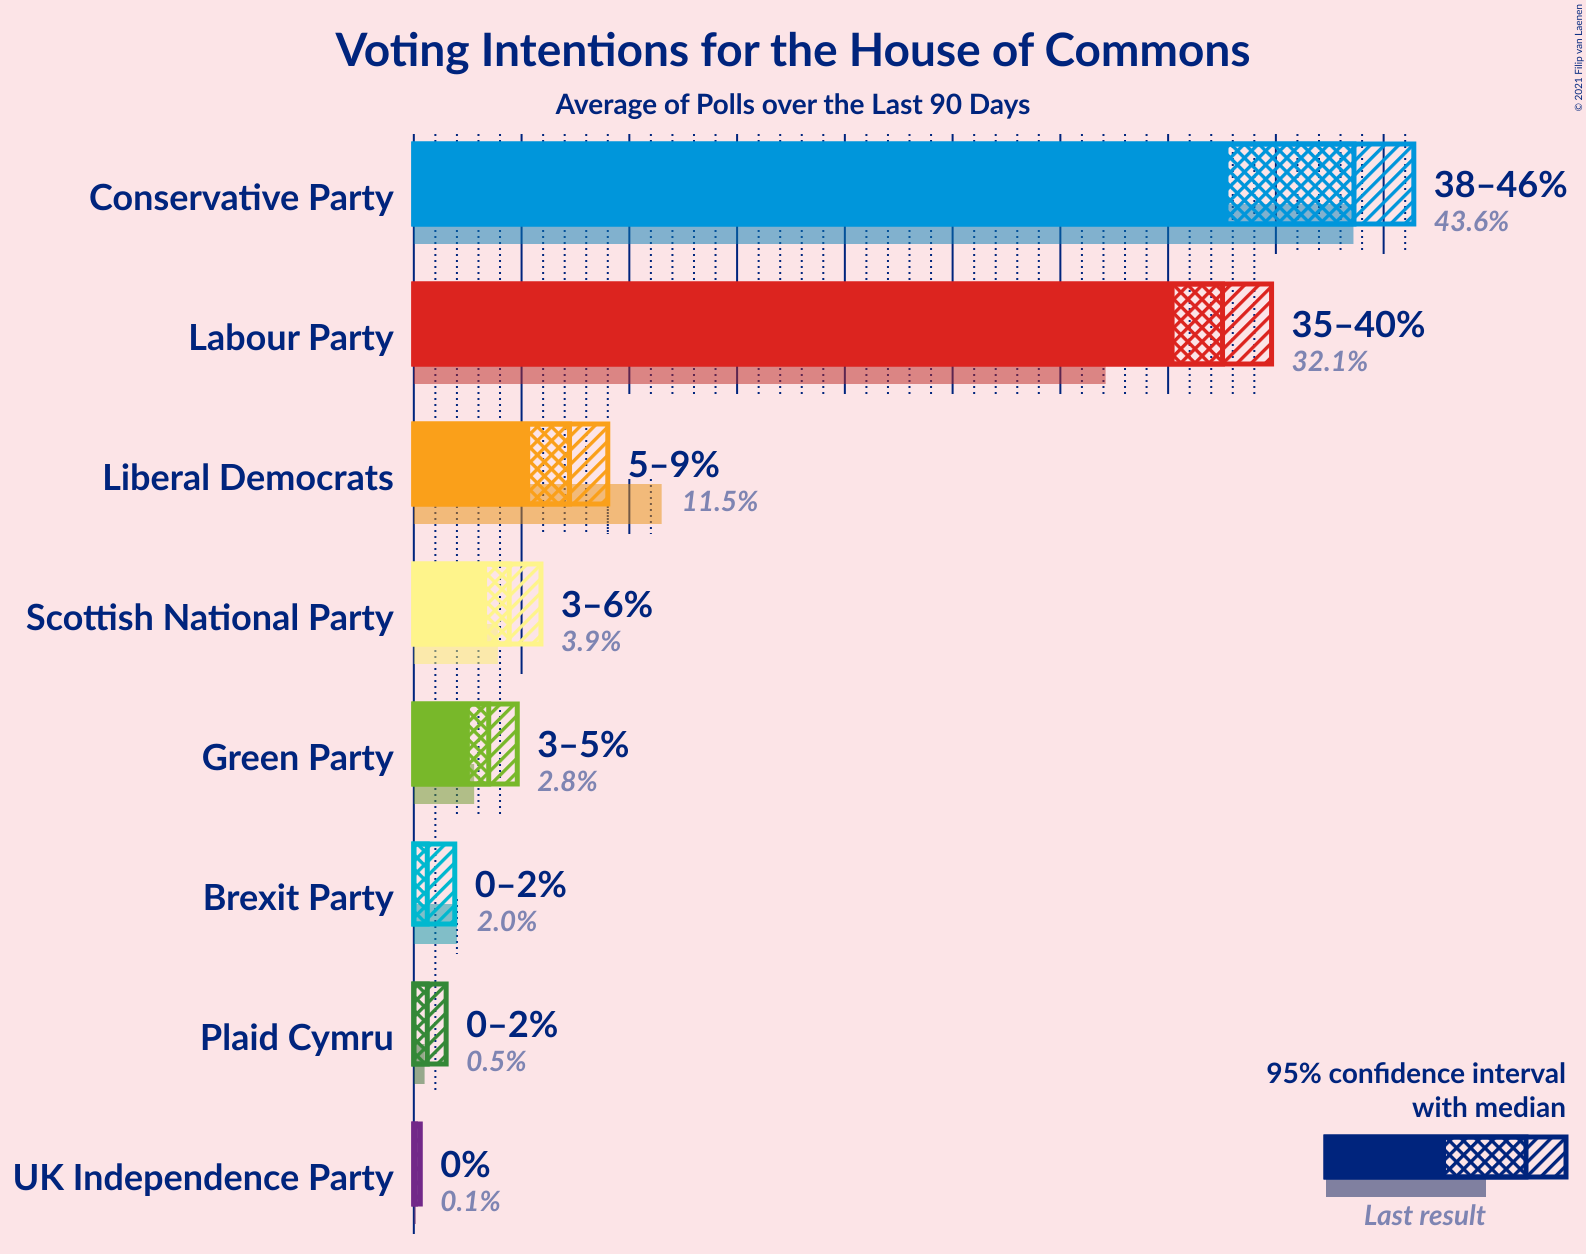 Voting Intentions for the House of Commons
Average of Polls over the Last 90 Days
© 2021 Filip van Laenen
Conservative Party
38–46%
43.6%
Labour Party
35–40%
32.1%
Liberal Democrats
5–9%
11.5%
Scottish National Party
3–6%
3.9%
Green Party
3–5%
2.8%
Brexit Party
0–2%
2.0%
Plaid Cymru
0–2%
0.5%
UK Independence Party
0%
0.1%
95% confidence interval
with median
Last result